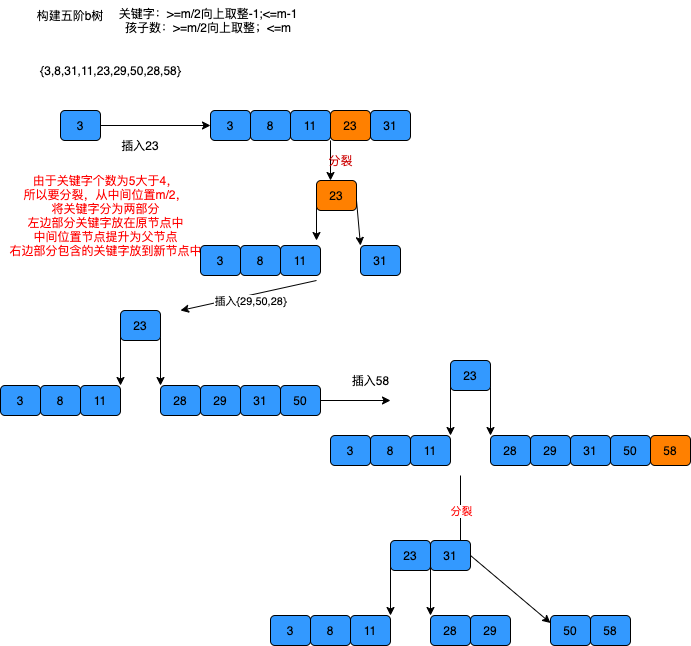 构建五阶b树
关键字：>=m/2向上取整-1;<=m-1
孩子数：>=m/2向上取整；<=m
{3,8,31,11,23,29,50,28,58}
3
3 8 11 23 31
插入23
分裂
由于关键字个数为5大于4，
所以要分裂，从中间位置m/2，
将关键字分为两部分
左边部分关键字放在原节点中
中间位置节点提升为父节点
右边部分包含的关键字放到新节点中
23
3 8 11
31
插入{29,50,28}
23
3 8 11
28 29 31 50
插入58
23
3 8 11
28 29 31 50 58
分裂
23 31
3 8 11
28 29
50 58